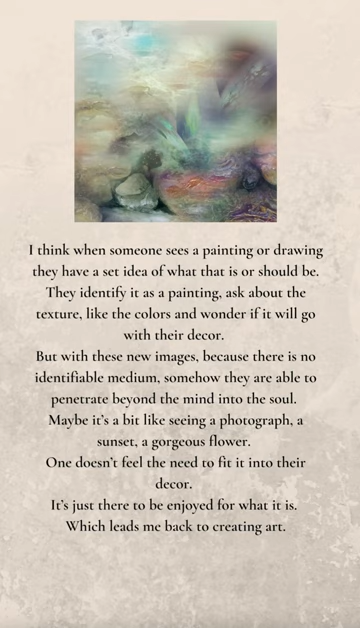 I think when someone sees a painting or drawing
they have a set idea of what that is or should be.
They identify it as a painting, ask about the
texture, like the colors and wonder if it will go
with their decor.
But with these new images, because there is no
identifiable medium, somehow they are able to
penetrate beyond the mind into the soul.
Maybe it's a bit like seeing a photograph, a
sunset, a gorgeous flower.
One doesn't feel the need to fit it into their
decor.
It's just there to be enjoyed for what it is.
Which leads me back to creating art.